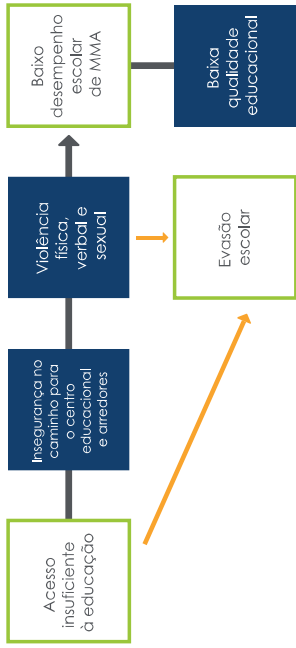 Acesso
insuficiente
à educação
Insegurança no
caminho para
o centro
educacional
e arredores
Violência
física,
verbal e
sexual
Baixo
desempenho
escolar
de MMA
Evasão
escolar
Baixa
qualidade
educacional